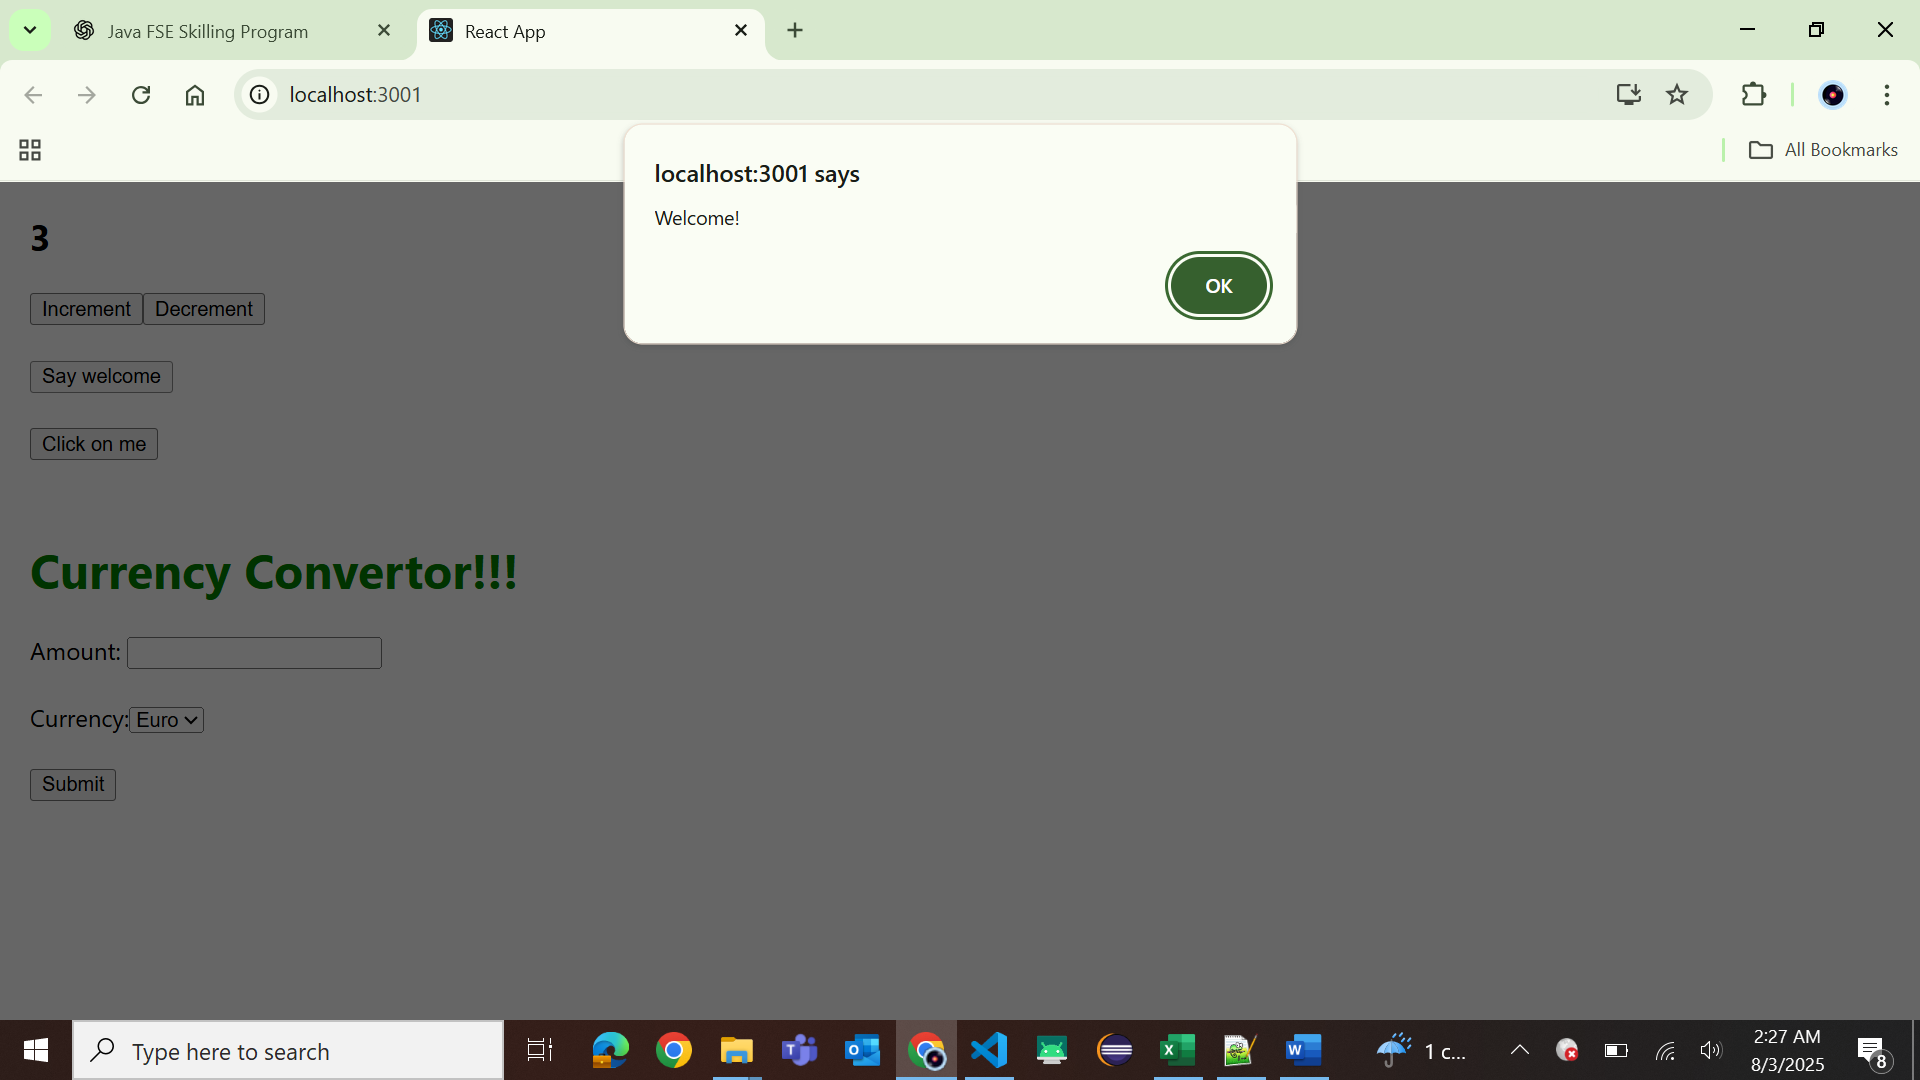 Java FSE Skilling Program
React App
localhost:3001
All Bookmarks
localhost:3001 says
Welcome!
OK
3
Increment Decrement
Say welcome
Click on me
Currency Convertor!!!
Amount:
Currency: Euro
Submit
Type here to search
1 c...
2:27 AM
8/3/2025
8